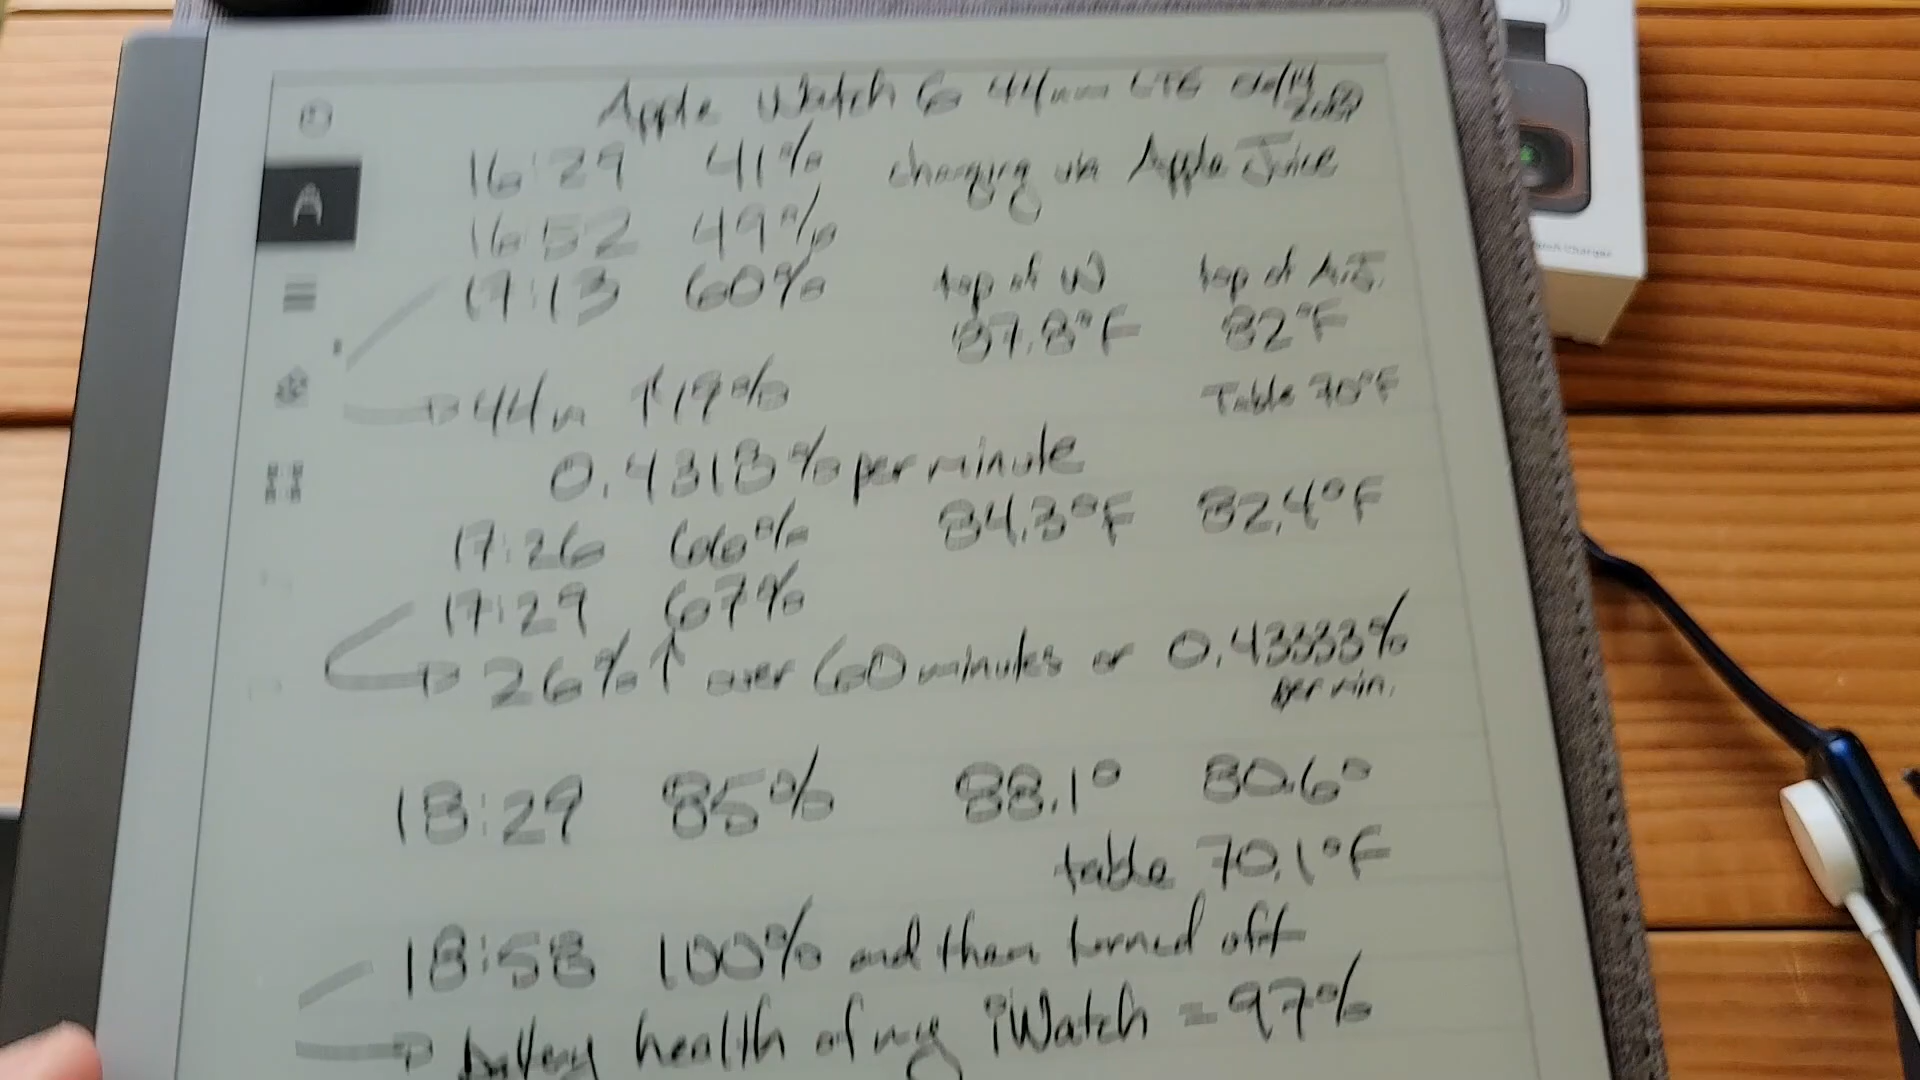 Apple Watch 6 44mm LTE
16:29 41% charging via Apple Juice
16:52 49%
17:13 60% top of W top of A.J.
87.8°F 82°F
44m ↑19% Table 70°F
0.4318% per minute
17:26 66% 84.3°F 82.4°F
17:29 67%
26%↑ over 60 minutes or 0.43333%
per min.
18:29 85% 88.1° 80.6°
table 70.1°F
18:58 100% and then turned off
battery health of my iWatch = 97%